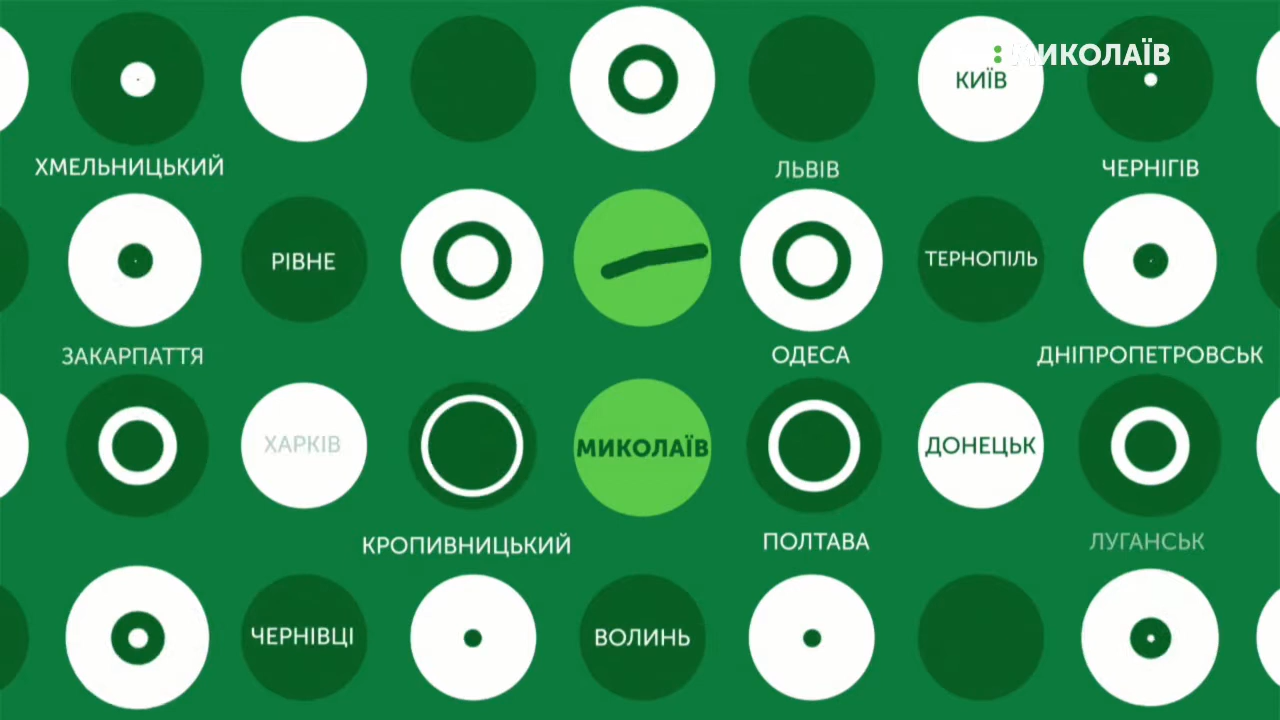 МИКОЛАЇВ
КИЇВ
ХМЕЛЬНИЦЬКИЙ
ЛЬВІВ
ЧЕРНІГІВ
РІВНЕ
ТЕРНОПІЛЬ
ЗАКАРПАТТЯ
ОДЕСА
ДНІПРОПЕТРОВСЬК
ХАРКІВ
МИКОЛАЇВ
ДОНЕЦЬК
КРОПИВНИЦЬКИЙ
ПОЛТАВА
ЛУГАНСЬК
ЧЕРНІВЦІ
ВОЛИНЬ